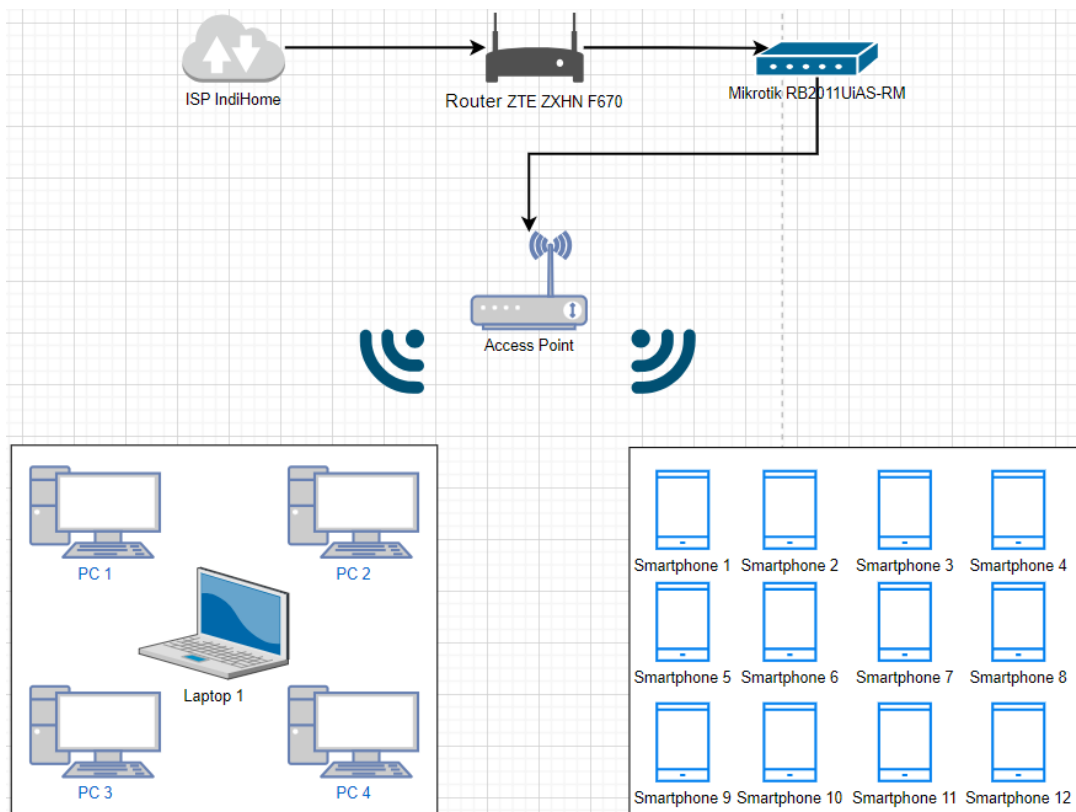 ISP IndiHome
Router ZTE ZXHN F670
Mikrotik RB2011UiAS-RM
Access Point
PC 1
PC 2
Laptop 1
PC 3
PC 4
Smartphone 1
Smartphone 2
Smartphone 3
Smartphone 4
Smartphone 5
Smartphone 6
Smartphone 7
Smartphone 8
Smartphone 9
Smartphone 10
Smartphone 11
Smartphone 12